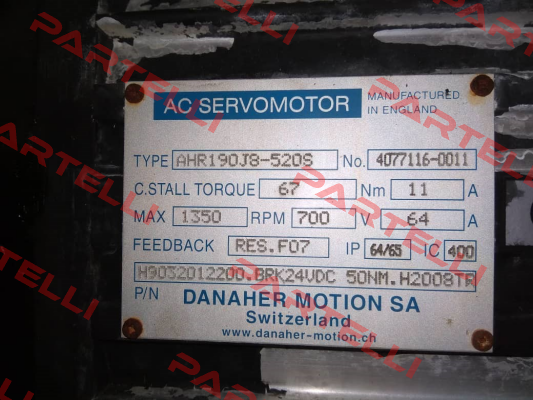 AC SERVOMOTOR MANUFACTURED IN ENGLAND
TYPE AHR190J8-520S No. 4077116-0011
C.STALL TORQUE 67 Nm 11 A
MAX 1350 RPM 700 V 64 A
FEEDBACK RES.F07 IP 64/65 IC 400
H9032012200.BRK24VDC 50NM.H2008TR
P/N DANAHER MOTION SA
Switzerland
www.danaher-motion.ch
PARTELLI
PARTELLI
PARTELLI
PARTELLI
PARTELLI
PARTELLI